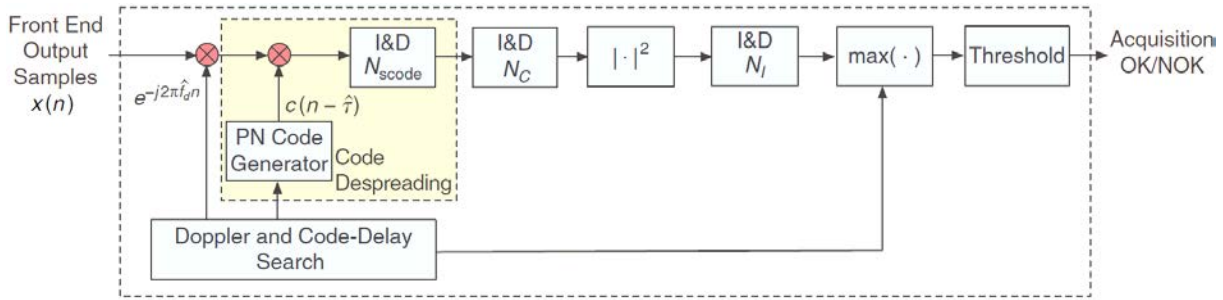 Front End
Output
Samples
x(n)
e^{-j2πf̂_d n}
c(n − τ̂)
PN Code
Generator
Code
Despreading
I&D
N_scode
I&D
N_C
|·|²
I&D
N_I
max(·)
Threshold
Acquisition
OK/NOK
Doppler and Code-Delay
Search